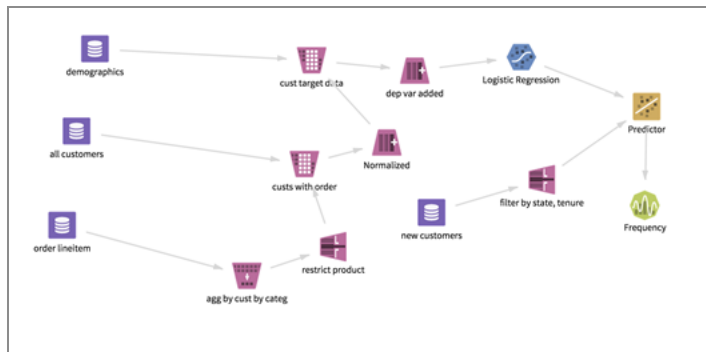 demographics
cust target data
dep var added
Logistic Regression
Predictor
all customers
custs with order
Normalized
new customers
filter by state, tenure
Frequency
order lineitem
agg by cust by categ
restrict product